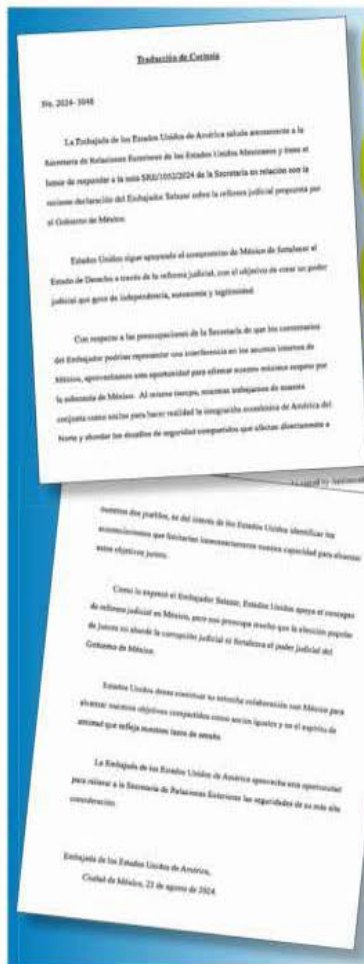 Traducción de Cortesía
No. 2024- 3048
La Embajada de los Estados Unidos de América saluda atentamente a la
Secretaría de Relaciones Exteriores de los Estados Unidos Mexicanos y tiene el
honor de responder a la nota SRE/1052/2024 de la Secretaría en relación con la
reciente declaración del Embajador Salazar sobre la reforma judicial propuesta por
el Gobierno de México.
Estados Unidos sigue apoyando el compromiso de México de fortalecer el
Estado de Derecho a través de la reforma judicial, con el objetivo de crear un poder
judicial que goce de independencia, autonomía y legitimidad.
Con respecto a las preocupaciones de la Secretaría de que los comentarios
del Embajador podrían representar una interferencia en los asuntos internos de
México, aprovechamos esta oportunidad para afirmar nuestro máximo respeto por
la soberanía de México. Al mismo tiempo, mientras trabajamos de manera
conjunta como socios para hacer realidad la integración económica de América del
Norte y abordar los desafíos de seguridad compartidos que afectan directamente a
nuestros dos pueblos, es del interés de los Estados Unidos identificar los
acontecimientos que limitarían innecesariamente nuestra capacidad para alcanzar
estos objetivos juntos.
Como lo expresó el Embajador Salazar, Estados Unidos apoya el concepto
de reforma judicial en México, pero nos preocupa mucho que la elección popular
de jueces no aborde la corrupción judicial ni fortalezca el poder judicial del
Gobierno de México.
Estados Unidos desea continuar su estrecha colaboración con México para
alcanzar nuestros objetivos compartidos como socios iguales y en el espíritu de
amistad que refleja nuestros lazos de
La Embajada de los Estados Unidos de América aprovecha esta oportunidad
para reiterar a la Secretaría de Relaciones Exteriores las seguridades de su más alta
consideración.
Embajada de los Estados Unidos de América,
Ciudad de México, 23 de agosto de 2024.